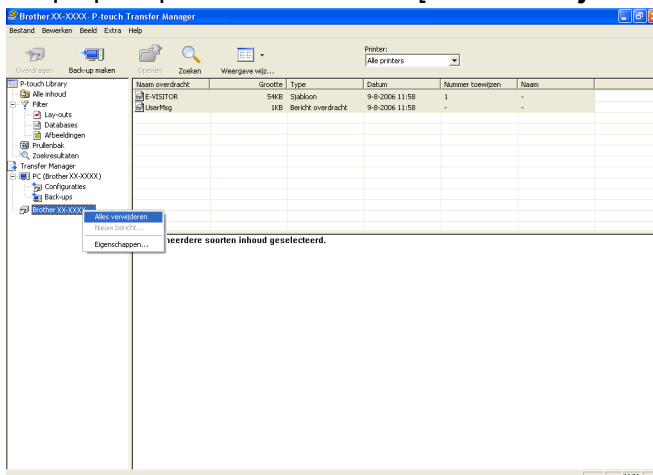 Brother XX-XXXX- P-touch Transfer Manager
Bestand Bewerken Beeld Extra Help
Overdragen Back-up maken Openen Zoeken Weergave wijz...
Printer:
Alle printers
P-touch Library
Alle inhoud
Filter
Lay-outs
Databases
Afbeeldingen
Prullenbak
Zoekresultaten
Transfer Manager
PC (Brother XX-XXXX)
Configuraties
Back-ups
Brother XX-XXXX
Alles verwijderen
Nieuw bericht...
Eigenschappen...
Naam overdracht Grootte Type Datum Nummer toewijzen Naam
E-VISITOR 54KB Sjabloon 9-8-2006 11:58 1 -
UserMsg 1KB Bericht overdracht 9-8-2006 11:58 - -
meerdere soorten inhoud geselecteerd.